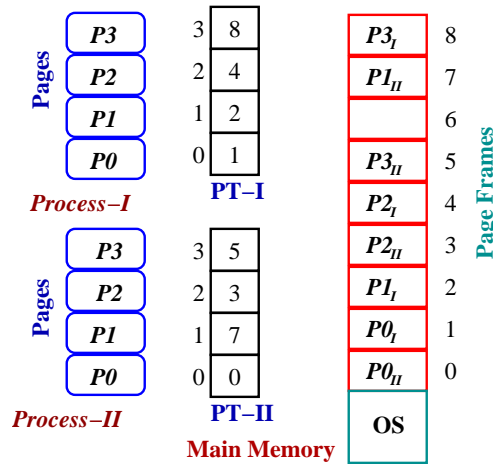 P3 3 8 P3I 8
P2 2 4 P1II 7
P1 1 2 6
P0 0 1 P3II 5
Pages
Process–I PT–I
P2I 4
P3 3 5 P2II 3
P2 2 3 P1I 2
P1 1 7 P0I 1
P0 0 0 P0II 0
Pages
Process–II PT–II
OS
Main Memory
Page Frames